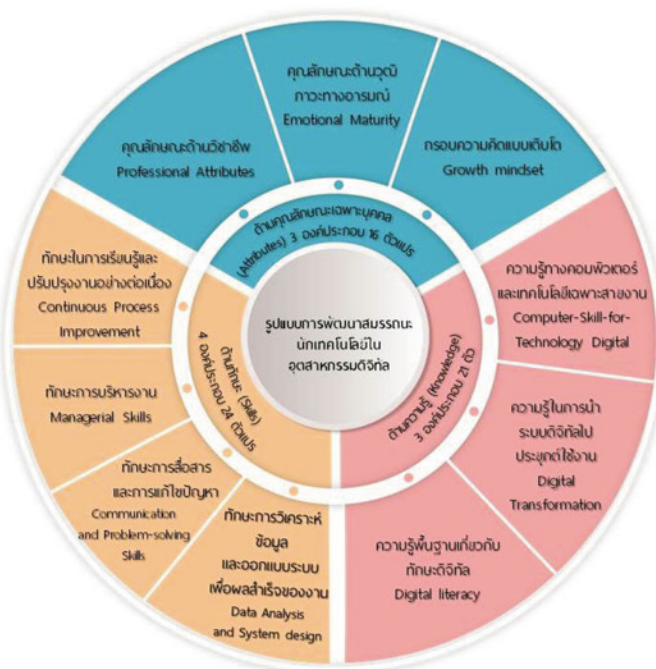 คุณลักษณะด้านวุฒิ
ภาวะทางอารมณ์
Emotional Maturity
คุณลักษณะด้านวิชาชีพ
Professional Attributes
กรอบความคิดแบบเติบโต
Growth mindset
ด้านคุณลักษณะเฉพาะบุคคล
(Attributes) 3 องค์ประกอบ 16 ตัวแปร
ทักษะในการเรียนรู้และ
ปรับปรุงงานอย่างต่อเนื่อง
Continuous Process
Improvement
ความรู้ทางคอมพิวเตอร์
และเทคโนโลยีเฉพาะสายงาน
Computer-Skill-for-
Technology Digital
รูปแบบการพัฒนาสมรรถนะ
นักเทคโนโลยีใน
อุตสาหกรรมดิจิทัล
ด้านทักษะ (Skills)
4 องค์ประกอบ 24 ตัวแปร
ด้านความรู้ (Knowledge)
3 องค์ประกอบ 21 ตัว
ทักษะการบริหารงาน
Managerial Skills
ความรู้ในการนำ
ระบบดิจิทัลไป
ประยุกต์ใช้งาน
Digital
Transformation
ทักษะการสื่อสาร
และการแก้ไขปัญหา
Communication
and Problem-solving
Skills
ทักษะการวิเคราะห์
ข้อมูล
และออกแบบระบบ
เพื่อผลสำเร็จของงาน
Data Analysis
and System design
ความรู้พื้นฐานเกี่ยวกับ
ทักษะดิจิทัล
Digital literacy